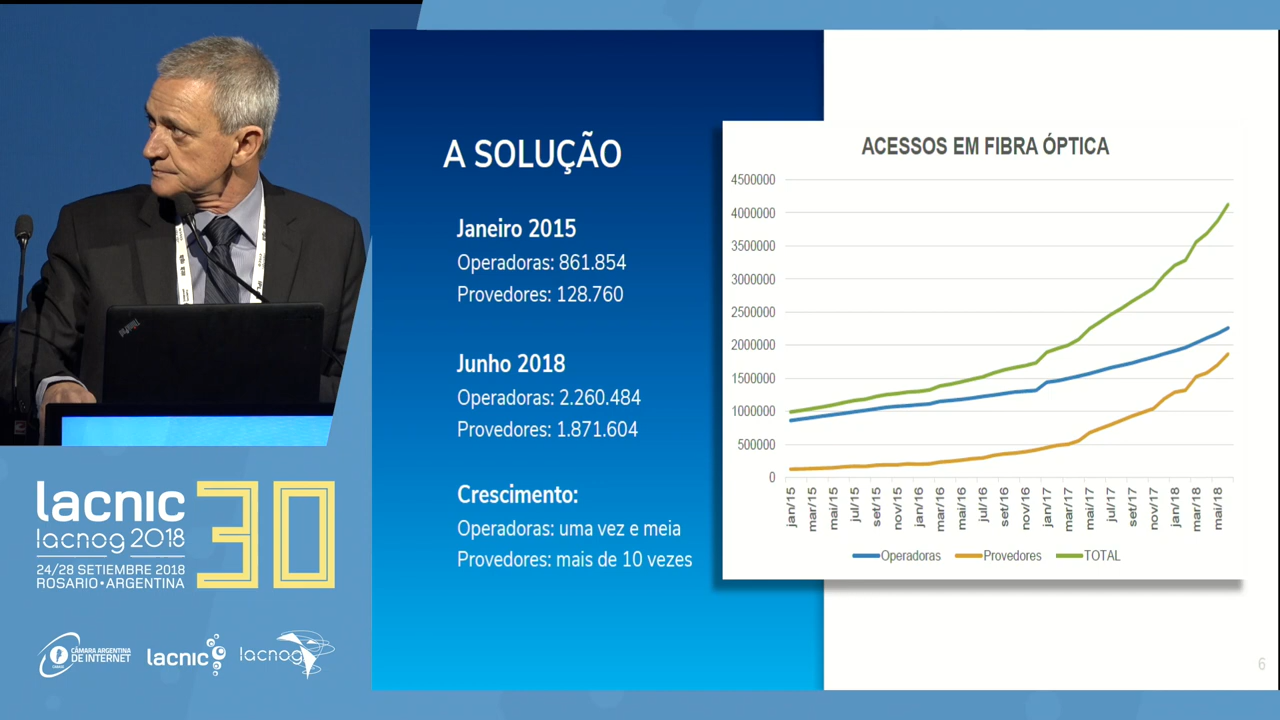 A SOLUÇÃO
Janeiro 2015
Operadoras: 861.854
Provedores: 128.760
Junho 2018
Operadoras: 2.260.484
Provedores: 1.871.604
Crescimento:
Operadoras: uma vez e meia
Provedores: mais de 10 vezes
ACESSOS EM FIBRA ÓPTICA
4500000
4000000
3500000
3000000
2500000
2000000
1500000
1000000
500000
0
jan/15
mar/15
mai/15
jul/15
set/15
nov/15
jan/16
mar/16
mai/16
jul/16
set/16
nov/16
jan/17
mar/17
mai/17
jul/17
set/17
nov/17
jan/18
mar/18
mai/18
Operadoras
Provedores
TOTAL
6
ThinkPad
lacnic 30
lacnog 2018
24/28 SETIEMBRE 2018
ROSARIO • ARGENTINA
CÁMARA ARGENTINA
DE INTERNET
lacnic
lacnog